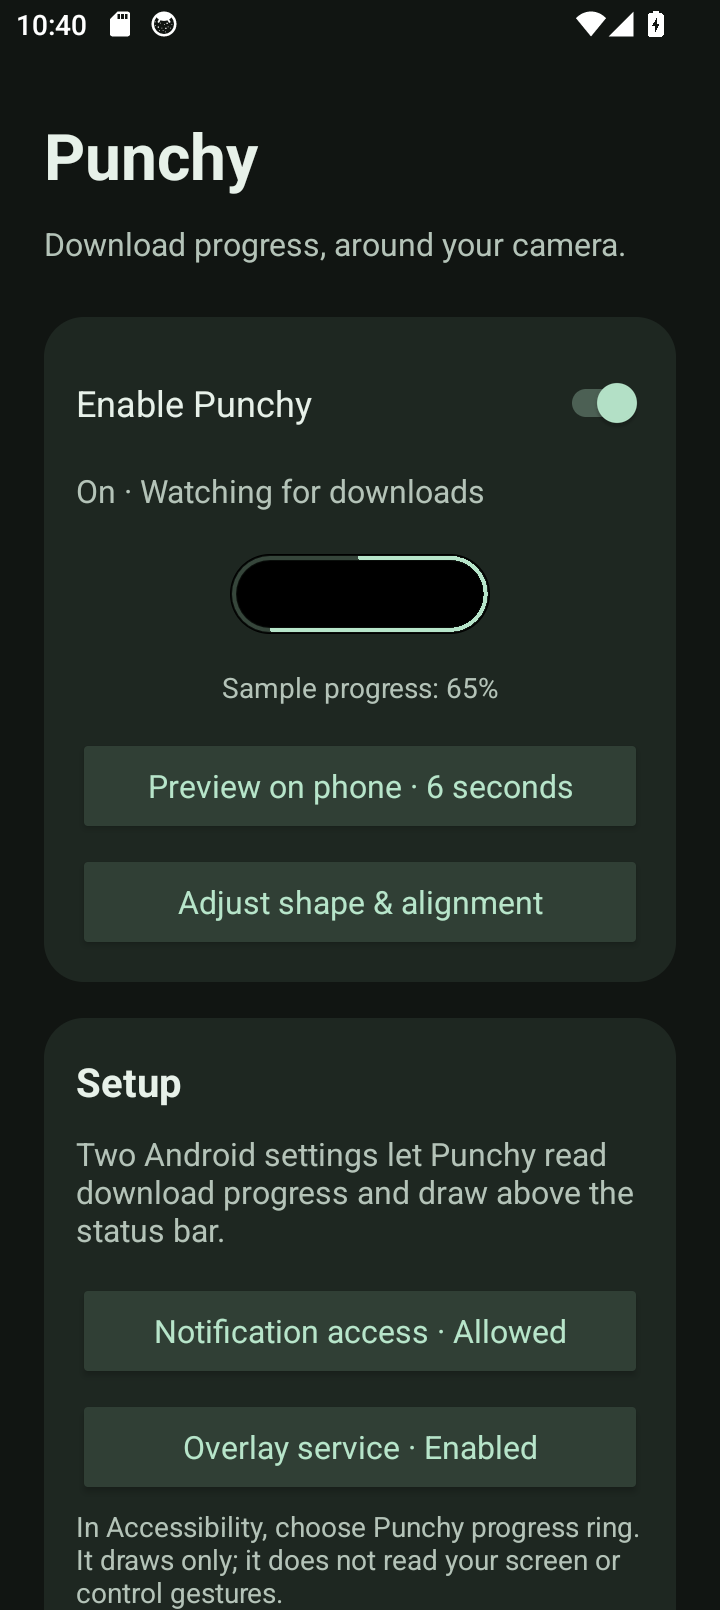 10:40
Punchy
Download progress, around your camera.
Enable Punchy
On · Watching for downloads
Sample progress: 65%
Preview on phone · 6 seconds
Adjust shape & alignment
Setup
Two Android settings let Punchy read
download progress and draw above the
status bar.
Notification access · Allowed
Overlay service · Enabled
In Accessibility, choose Punchy progress ring.
It draws only; it does not read your screen or
control gestures.